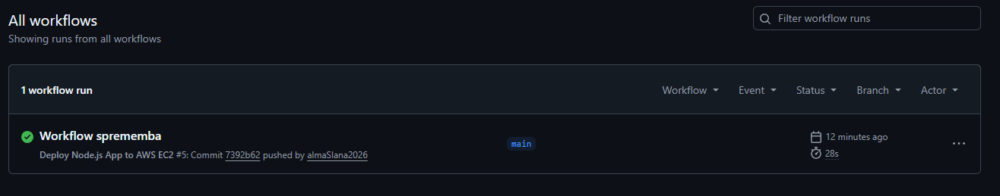 All workflows
Filter workflow runs
Showing runs from all workflows
1 workflow run
Workflow Event Status Branch Actor
Workflow sprememba
main
12 minutes ago
Deploy Node.js App to AWS EC2 #5: Commit 7392b62 pushed by almaSlana2026
28s